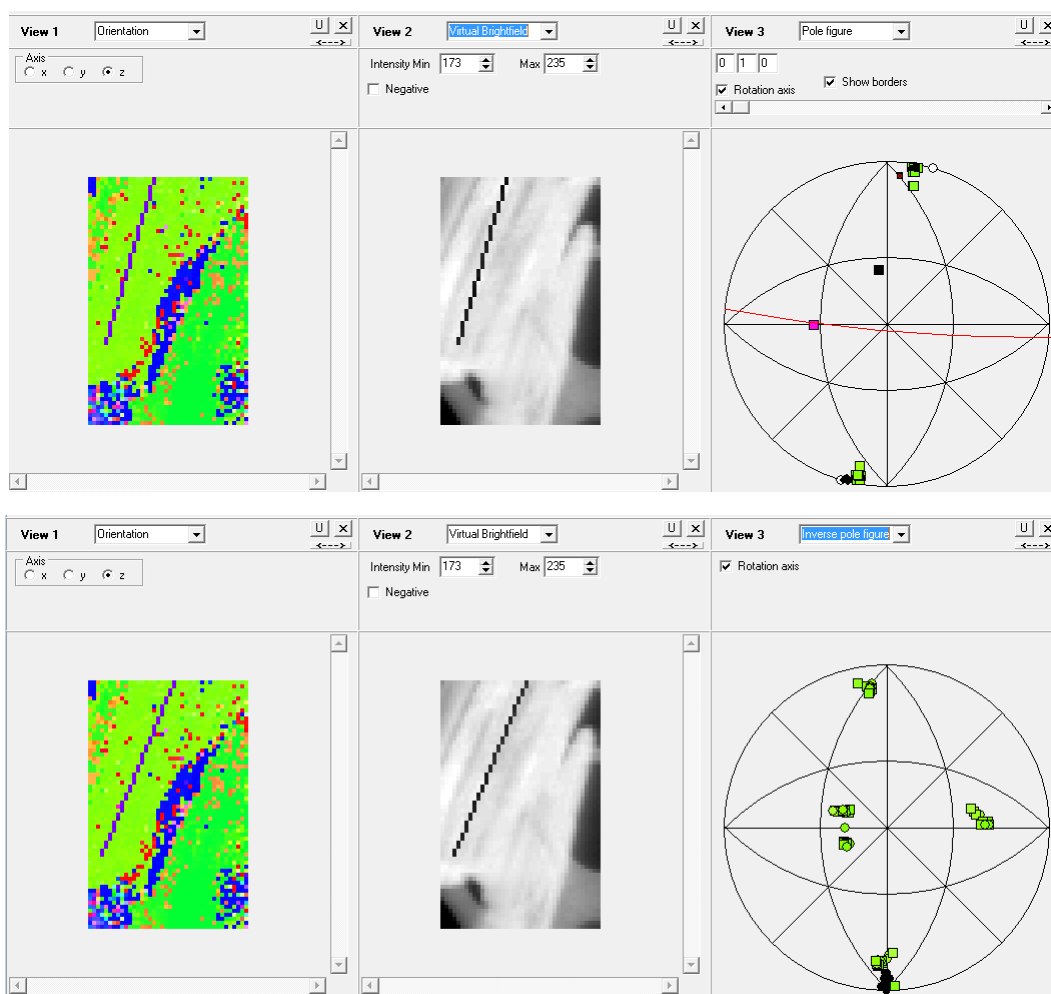 View 1 Orientation U ✕ View 2 Virtual Brightfield U ✕ View 3 Pole figure U ✕
<---> <---> <--->
Axis Intensity Min 173 Max 235 0 1 0
x y z Negative Rotation axis Show borders
View 1 Orientation U ✕ View 2 Virtual Brightfield U ✕ View 3 Inverse pole figure U ✕
<---> <---> <--->
Axis Intensity Min 173 Max 235 Rotation axis
x y z Negative